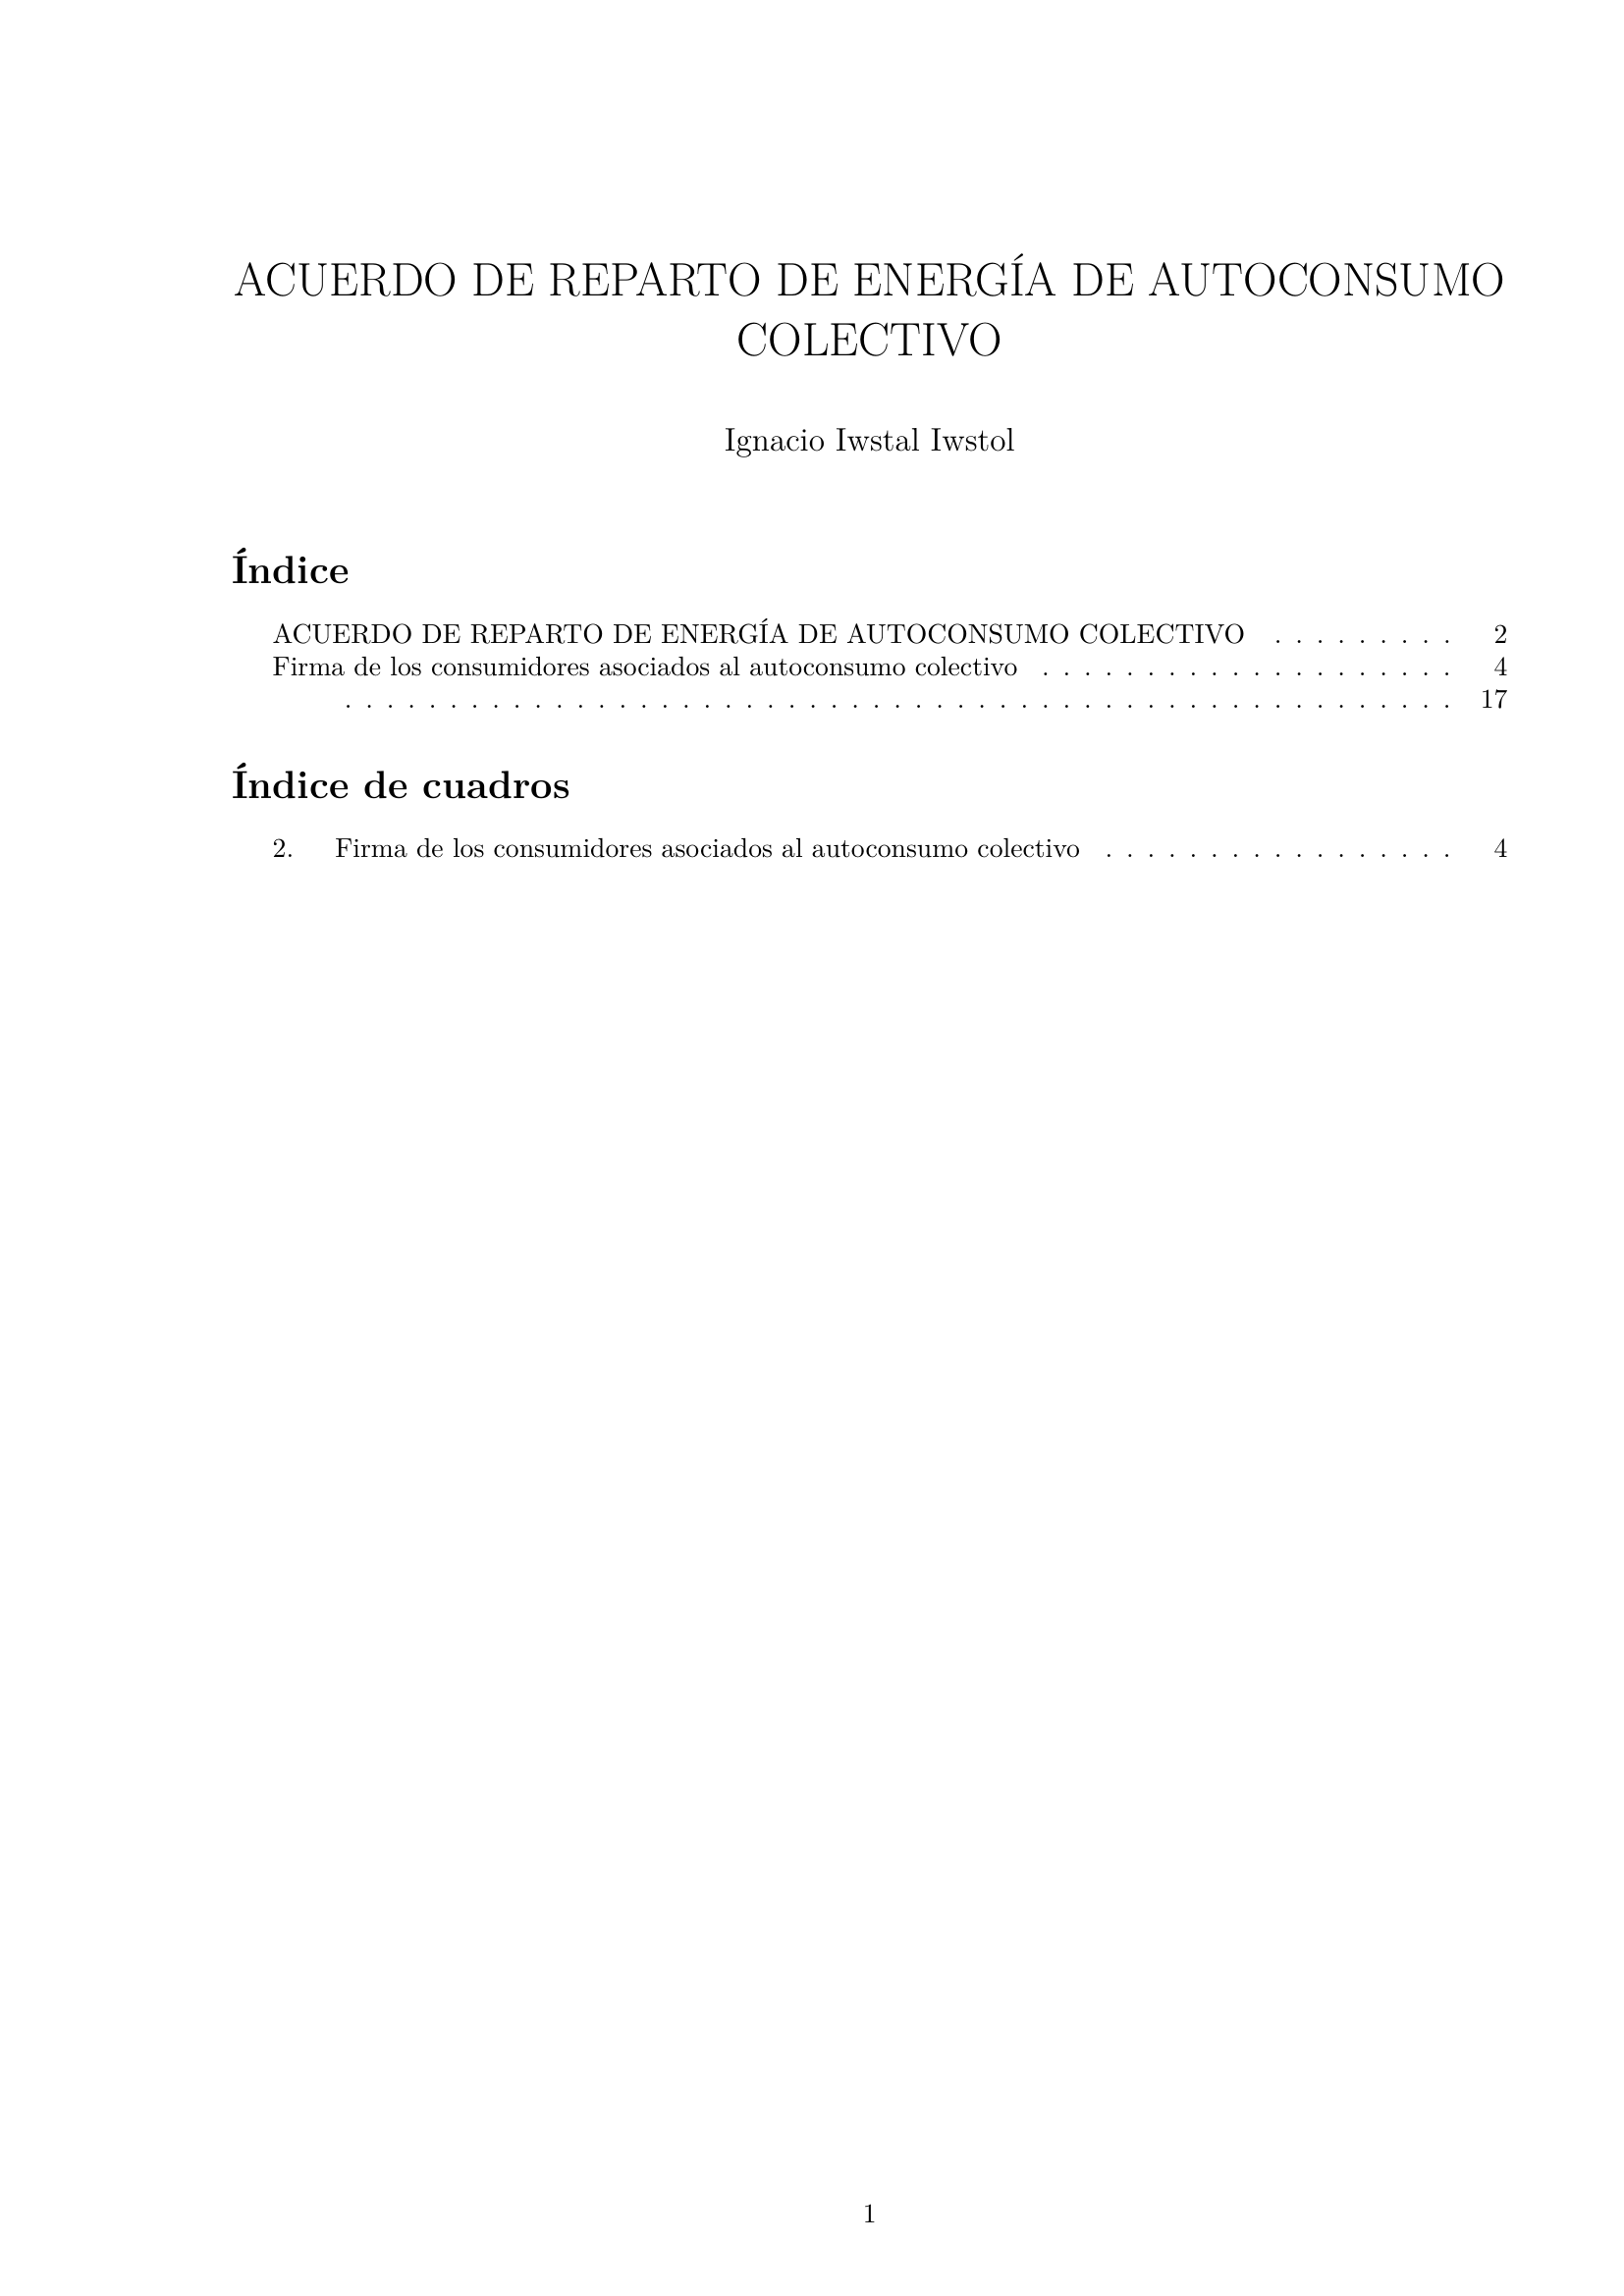 ACUERDO DE REPARTO DE ENERGÍA DE AUTOCONSUMO
COLECTIVO
Ignacio Iwstal Iwstol
Índice
ACUERDO DE REPARTO DE ENERGÍA DE AUTOCONSUMO COLECTIVO . . . . . . . . . 2
Firma de los consumidores asociados al autoconsumo colectivo . . . . . . . . . . . . . . . . . . . . 4
. . . . . . . . . . . . . . . . . . . . . . . . . . . . . . . . . . . . . . . . . . . . . . . . . . . . . 17
Índice de cuadros
2. Firma de los consumidores asociados al autoconsumo colectivo . . . . . . . . . . . . . . . . . 4
1